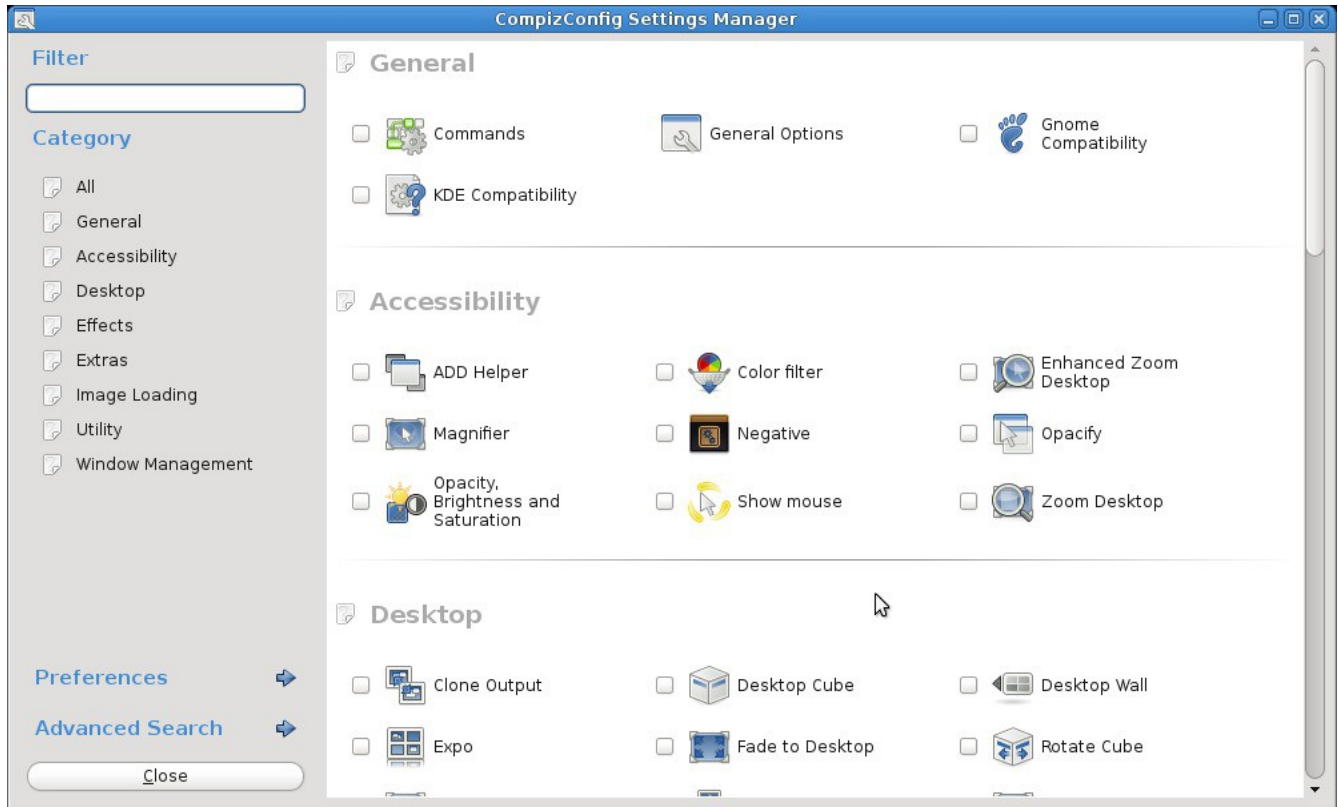 CompizConfig Settings Manager
Filter
Category
All
General
Accessibility
Desktop
Effects
Extras
Image Loading
Utility
Window Management
Preferences
Advanced Search
Close
General
Commands
General Options
Gnome
Compatibility
KDE Compatibility
Accessibility
ADD Helper
Color filter
Enhanced Zoom
Desktop
Magnifier
Negative
Opacify
Opacity,
Brightness and
Saturation
Show mouse
Zoom Desktop
Desktop
Clone Output
Desktop Cube
Desktop Wall
Expo
Fade to Desktop
Rotate Cube